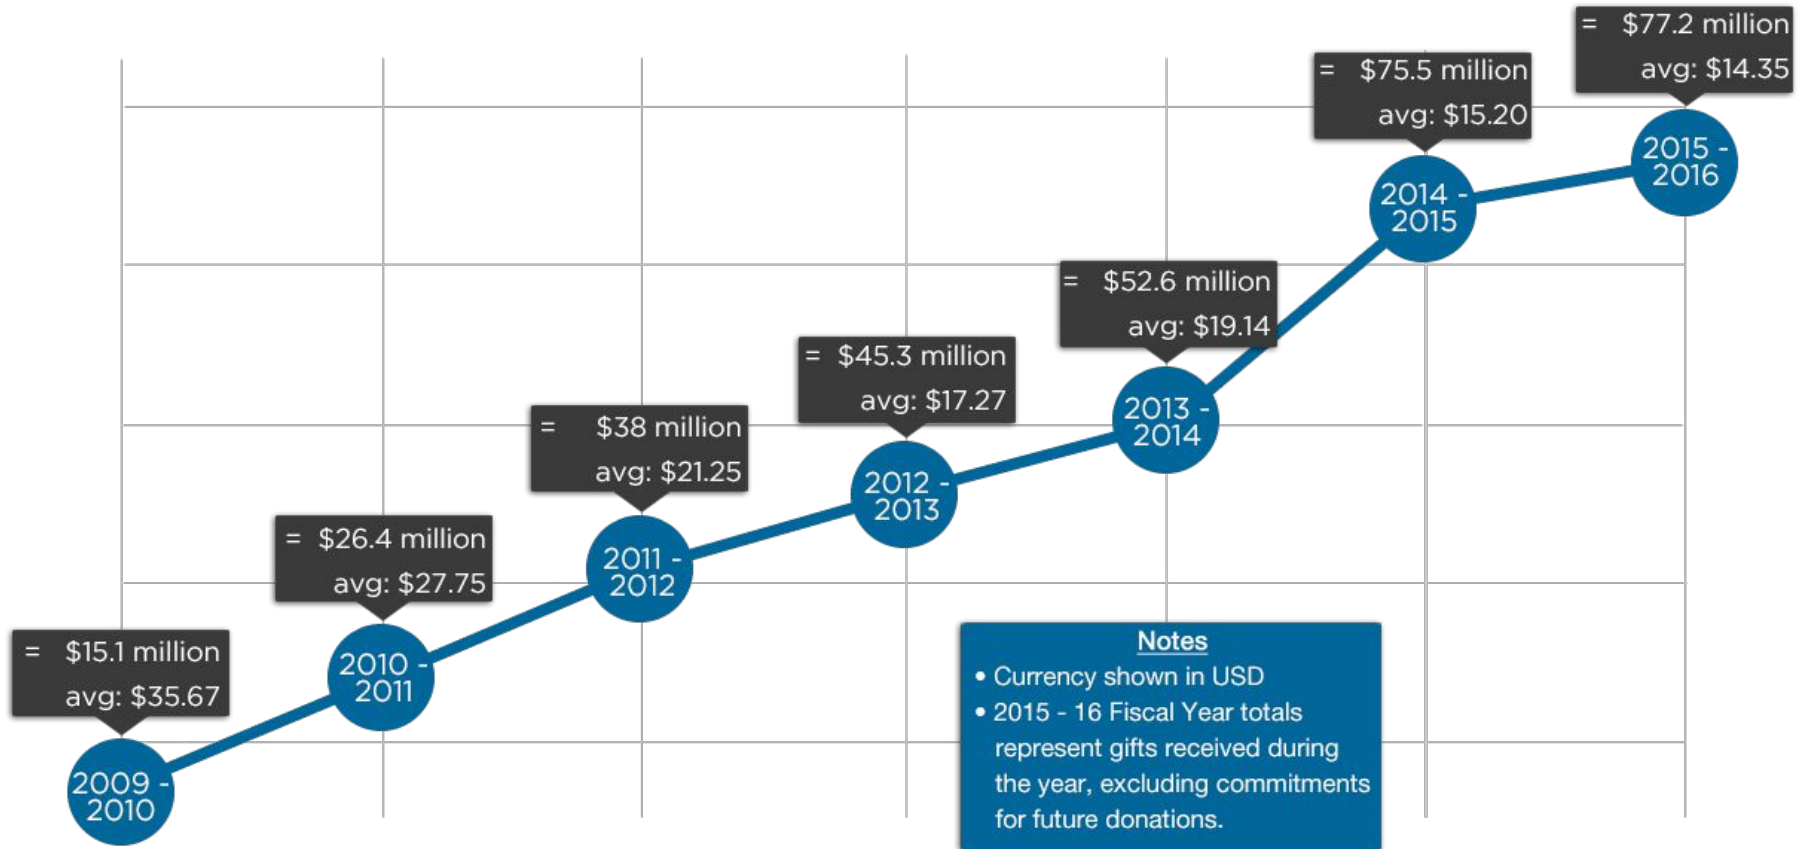 = $77.2 million
avg: $14.35
2015 -
2016
= $75.5 million
avg: $15.20
2014 -
2015
= $52.6 million
avg: $19.14
2013 -
2014
= $45.3 million
avg: $17.27
2012 -
2013
= $38 million
avg: $21.25
2011 -
2012
= $26.4 million
avg: $27.75
2010 -
2011
= $15.1 million
avg: $35.67
2009 -
2010
Notes
• Currency shown in USD
• 2015 - 16 Fiscal Year totals
represent gifts received during
the year, excluding commitments
for future donations.